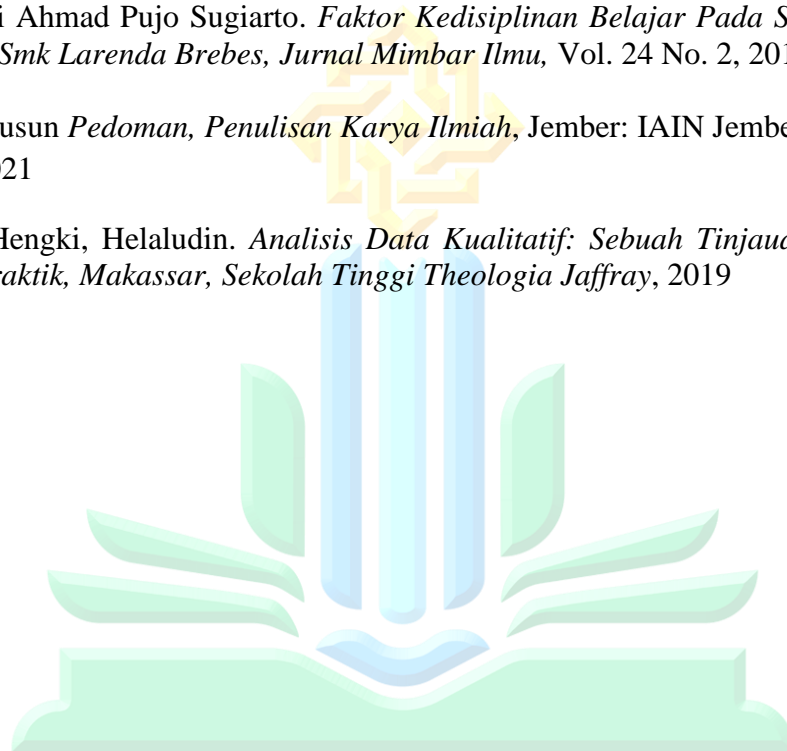 i Ahmad Pujo Sugiarto. Faktor Kedisiplinan Belajar Pada S
Smk Larenda Brebes, Jurnal Mimbar Ilmu, Vol. 24 No. 2, 201
usun Pedoman, Penulisan Karya Ilmiah, Jember: IAIN Jembe
21
Hengki, Helaludin. Analisis Data Kualitatif: Sebuah Tinjaua
raktik, Makassar, Sekolah Tinggi Theologia Jaffray, 2019